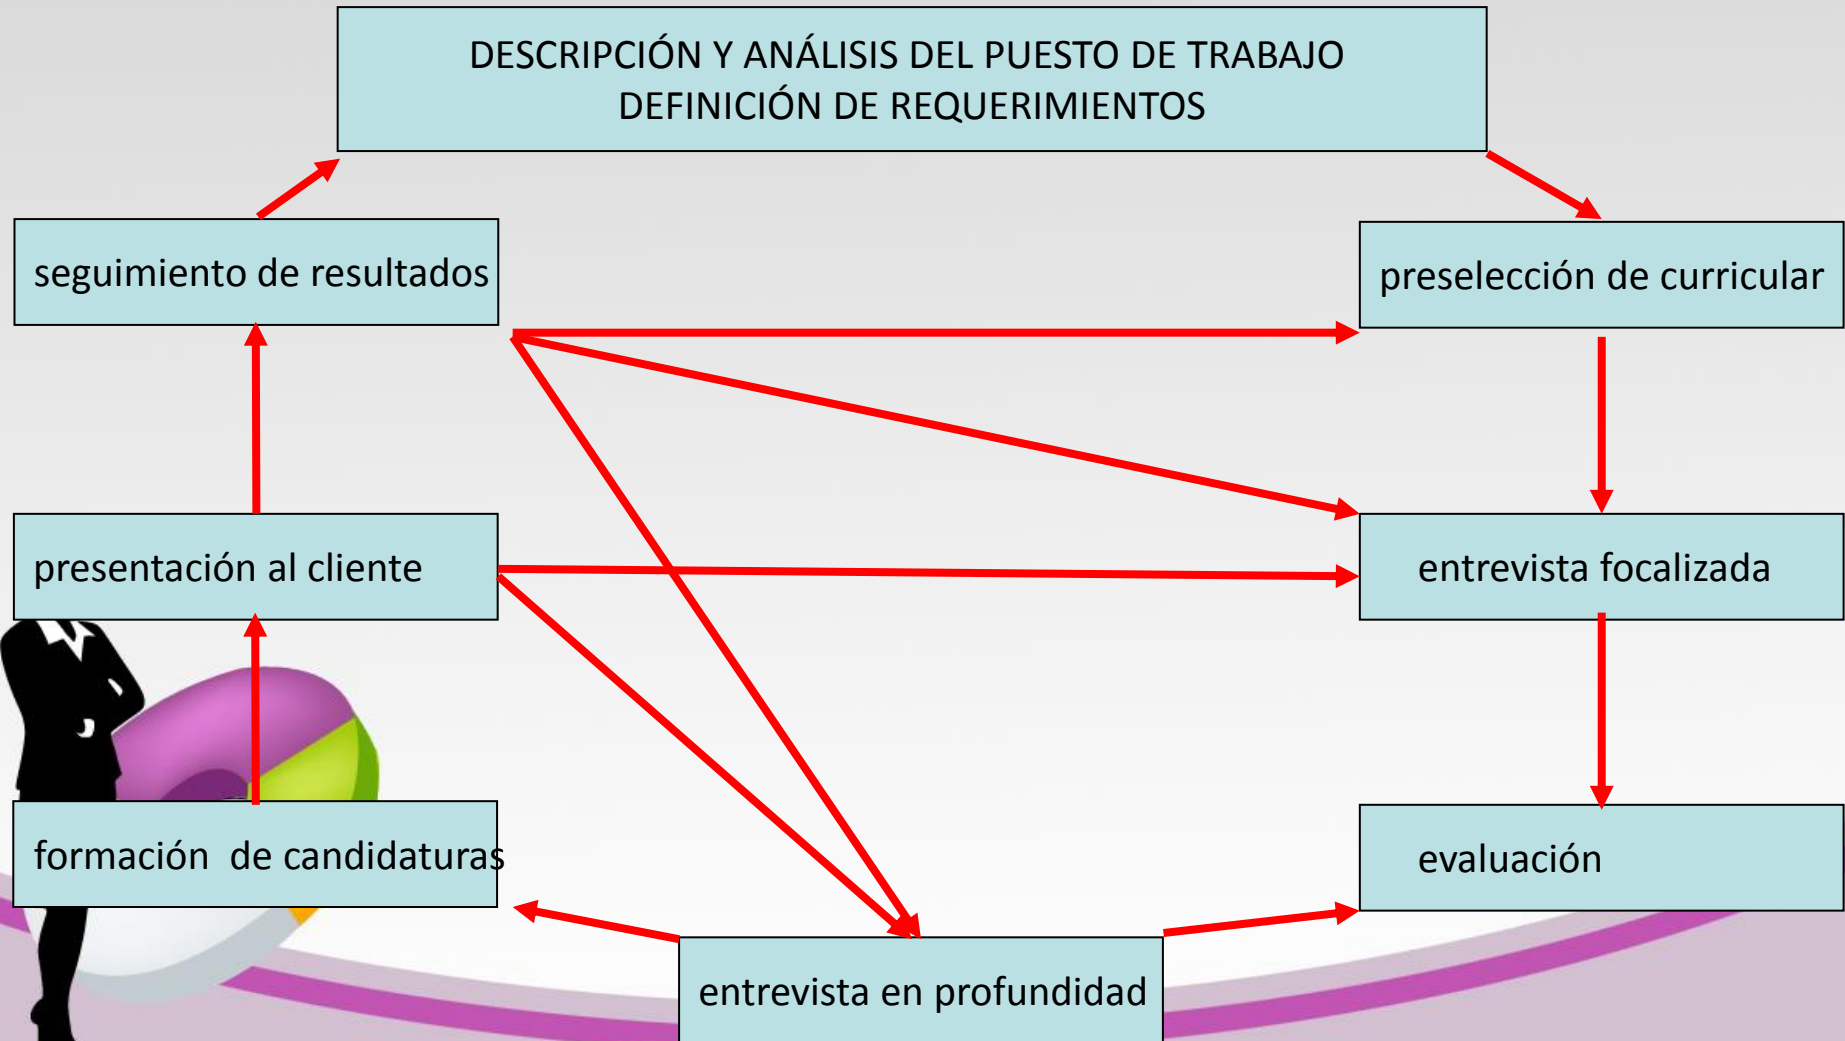 DESCRIPCIÓN Y ANÁLISIS DEL PUESTO DE TRABAJO
DEFINICIÓN DE REQUERIMIENTOS
seguimiento de resultados
preselección de curricular
presentación al cliente
entrevista focalizada
formación  de candidaturas
evaluación
entrevista en profundidad